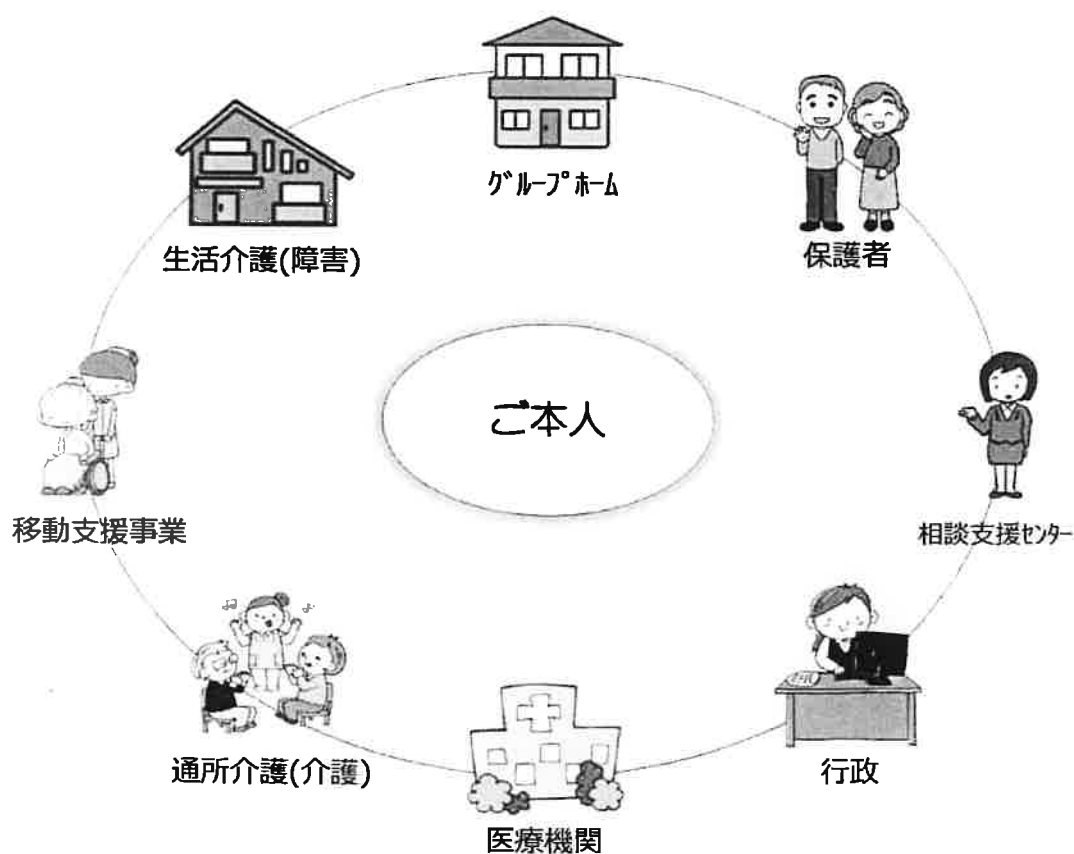 グループホーム
保護者
生活介護(障害)
ご本人
移動支援事業
相談支援センター
通所介護(介護)
行政
医療機関